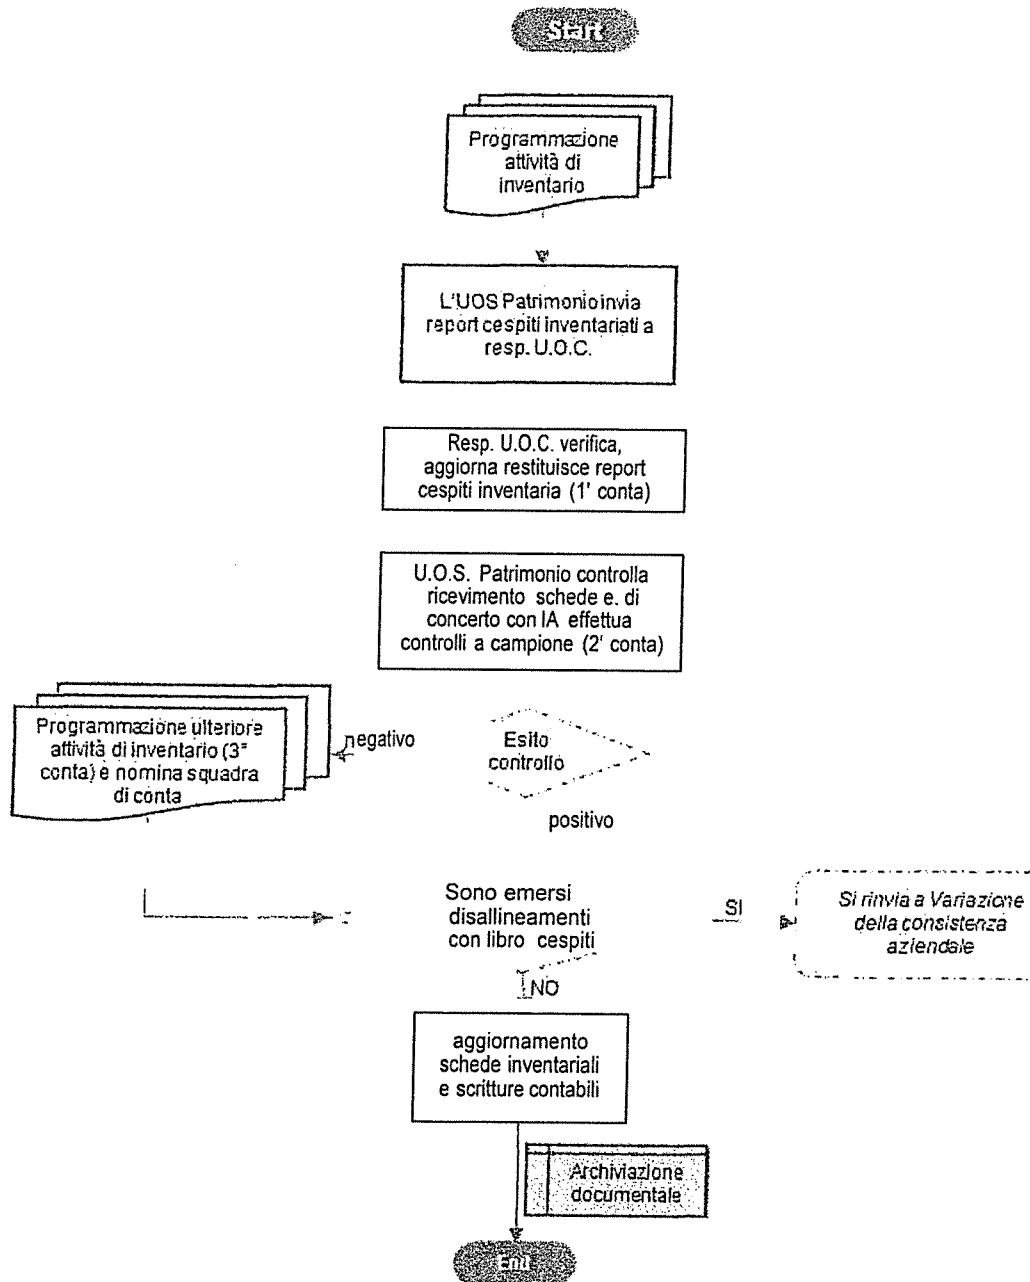 Start
Programmazione
attività di
inventario
L'UOS Patrimonio invia
report cespiti inventariati a
resp. U.O.C.
Resp. U.O.C. verifica,
aggiorna restituisce report
cespiti inventaria (1' conta)
U.O.S. Patrimonio controlla
ricevimento schede e. di
concerto con IA effettua
controlli a campione (2' conta)
Programmazione ulteriore
attività di inventario (3ª
conta) e nomina squadra
di conta
negativo
Esito
controllo
positivo
Sono emersi
disallineamenti
con libro cespiti
SI
Si rinvia a Variazione
della consistenza
aziendale
NO
aggiornamento
schede inventariali
e scritture contabili
Archiviazione
documentale
End